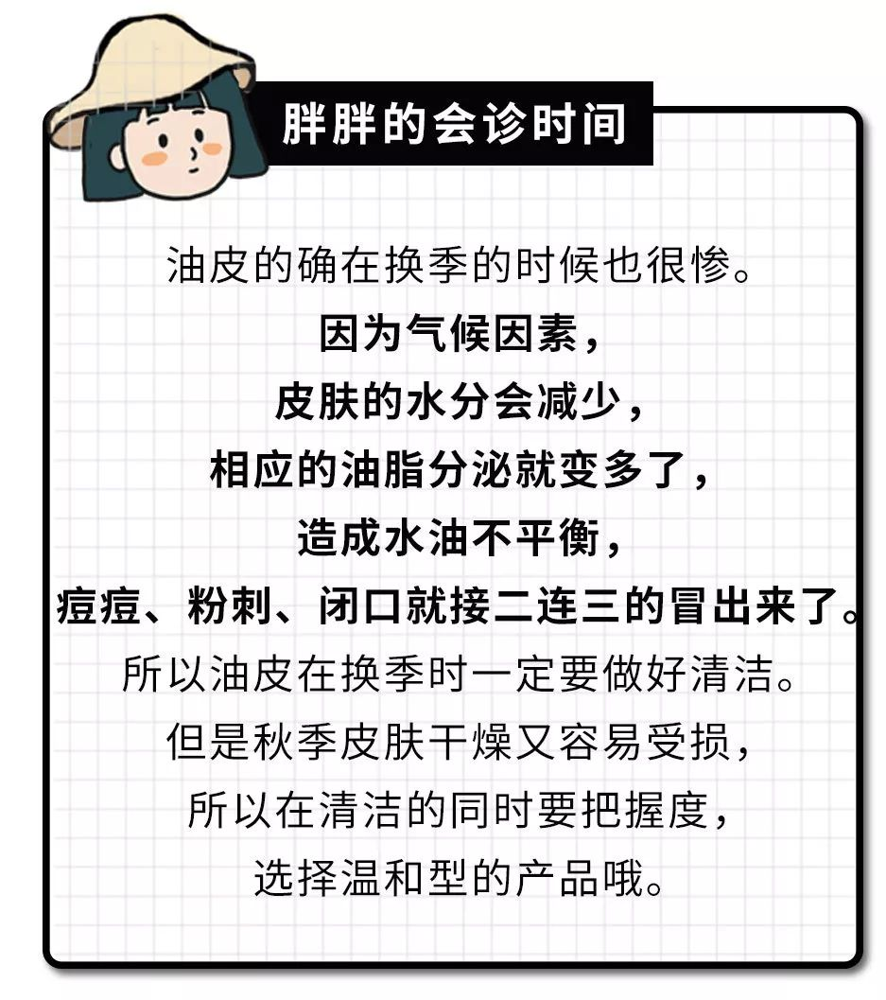 胖胖的会诊时间
油皮的确在换季的时候也很惨。
因为气候因素，
皮肤的水分会减少，
相应的油脂分泌就变多了，
造成水油不平衡，
痘痘、粉刺、闭口就接二连三的冒出来了。
所以油皮在换季时一定要做好清洁。
但是秋季皮肤干燥又容易受损，
所以在清洁的同时要把握度，
选择温和型的产品哦。